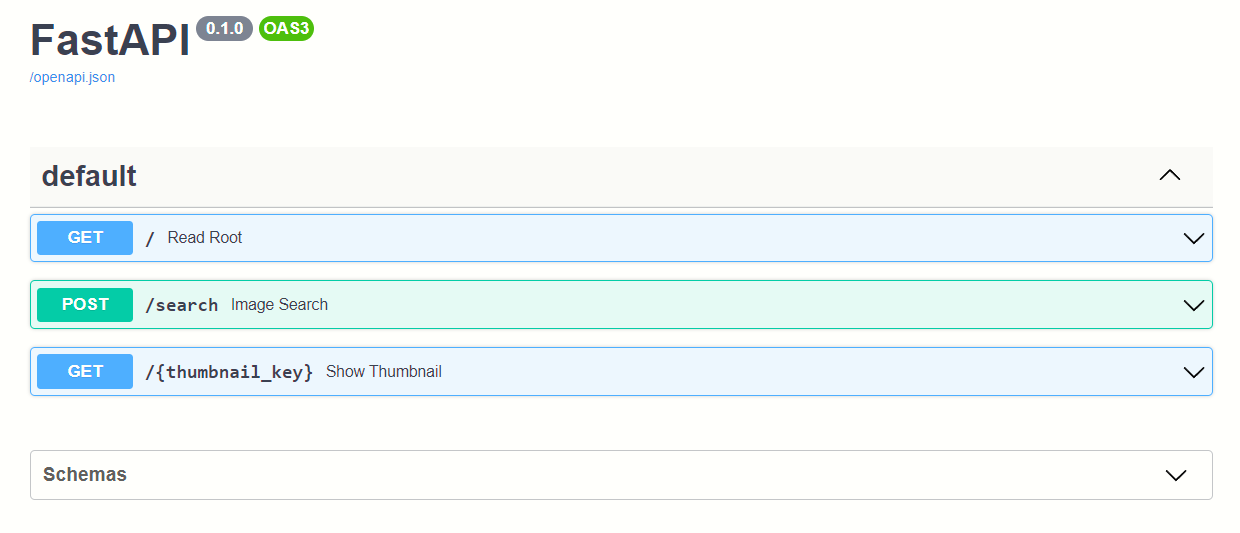 FastAPI 0.1.0 OAS3
/openapi.json
default
GET / Read Root
POST /search Image Search
GET /{thumbnail_key} Show Thumbnail
Schemas